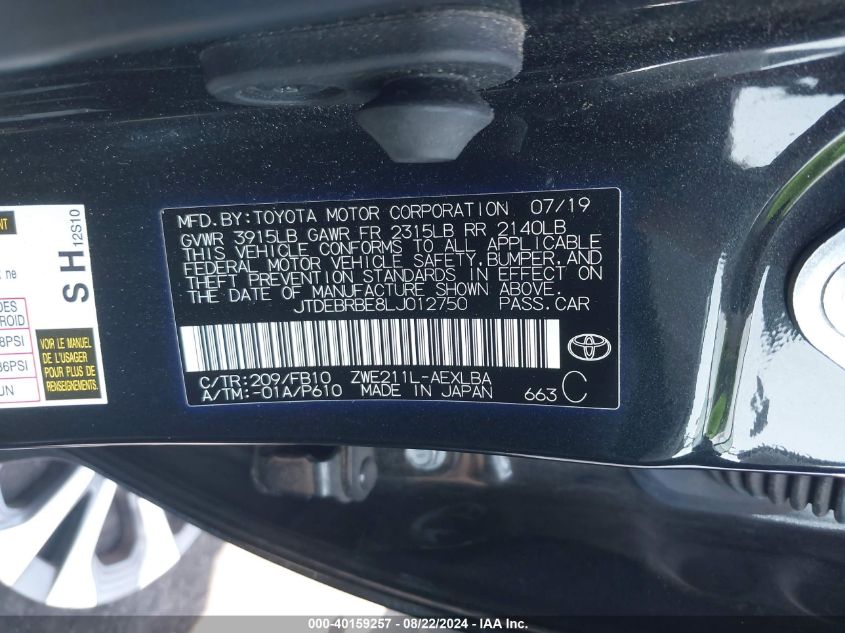 MFD. BY: TOYOTA MOTOR CORPORATION 07/19
GVWR 3915LB GAWR FR 2315LB RR 2140LB
THIS VEHICLE CONFORMS TO ALL APPLICABLE
FEDERAL MOTOR VEHICLE SAFETY, BUMPER, AND
THEFT PREVENTION STANDARDS IN EFFECT ON
THE DATE OF MANUFACTURE SHOWN ABOVE.
JTDEBRBE8LJ012750 PASS. CAR
C/TR: 209/FB10 ZWE211L-AEXLBA
A/TM: -01A/P610 MADE IN JAPAN 663 C
SH
12S10
VOIR LE MANUEL
DE L'USAGER
POUR PLUS DE
RENSEIGNEMENTS
000-40159257 - 08/22/2024 - IAAI.com